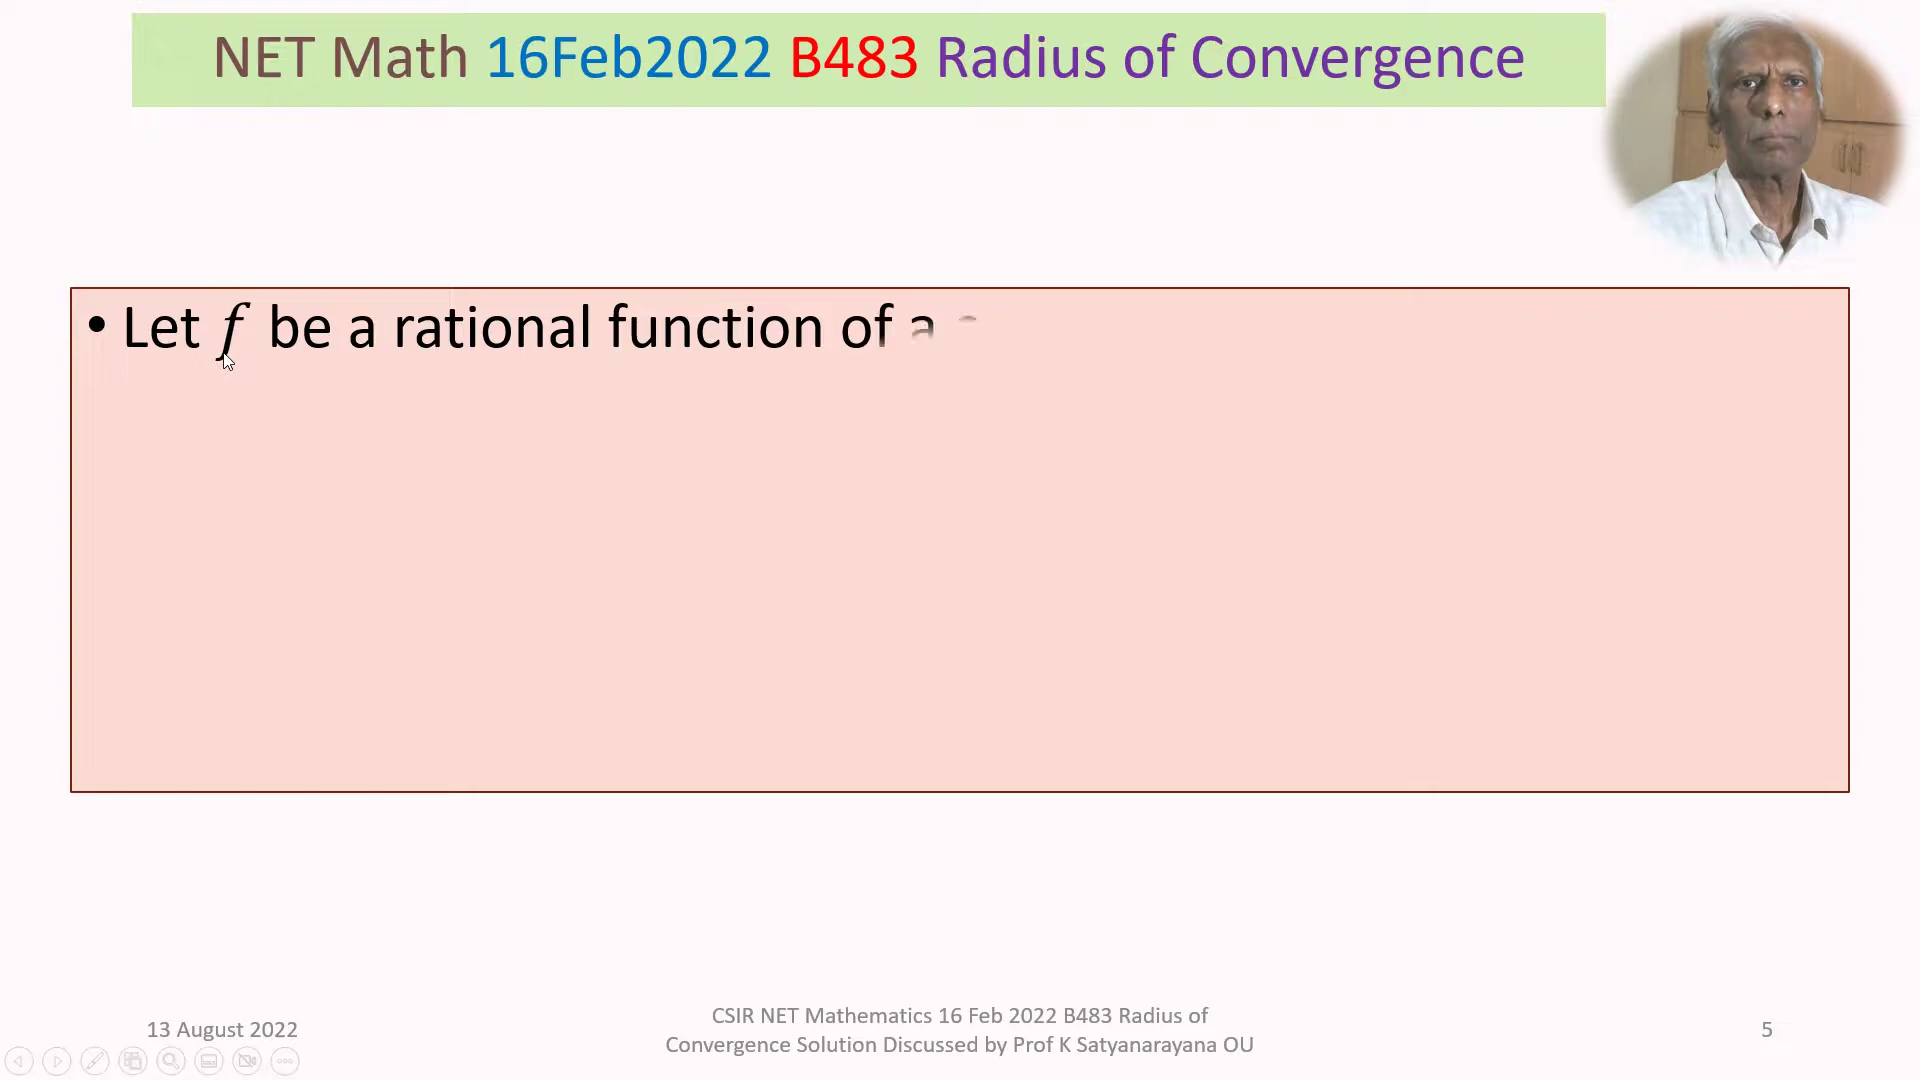 NET Math 16Feb2022 B483 Radius of Convergence
• Let f be a rational function of a
13 August 2022
CSIR NET Mathematics 16 Feb 2022 B483 Radius of
Convergence Solution Discussed by Prof K Satyanarayana OU
5